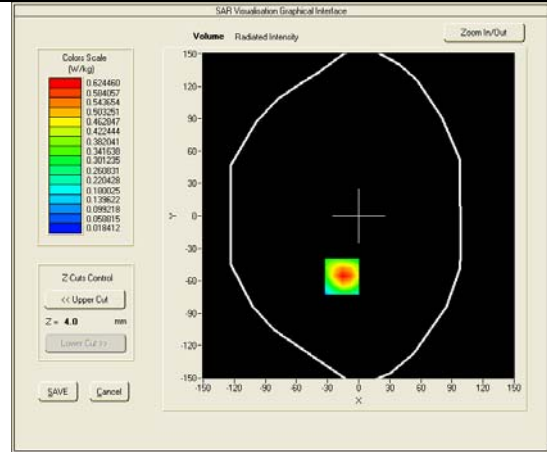 SAR Visualisation Graphical Interface
Volume Radiated Intensity
Zoom In/Out
Colors Scale
(W/kg)
0.624460
0.584057
0.543654
0.503251
0.462847
0.422444
0.382041
0.341638
0.301235
0.260831
0.220428
0.180025
0.139622
0.099218
0.058815
0.018412
Z Cuts Control
<< Upper Cut
Z = 4.0 mm
Lower Cut >>
SAVE Cancel
150
120
90
60
30
0
-30
-60
-90
-120
-150
Y
-150 -120 -90 -60 -30 0 30 60 90 120 150
X